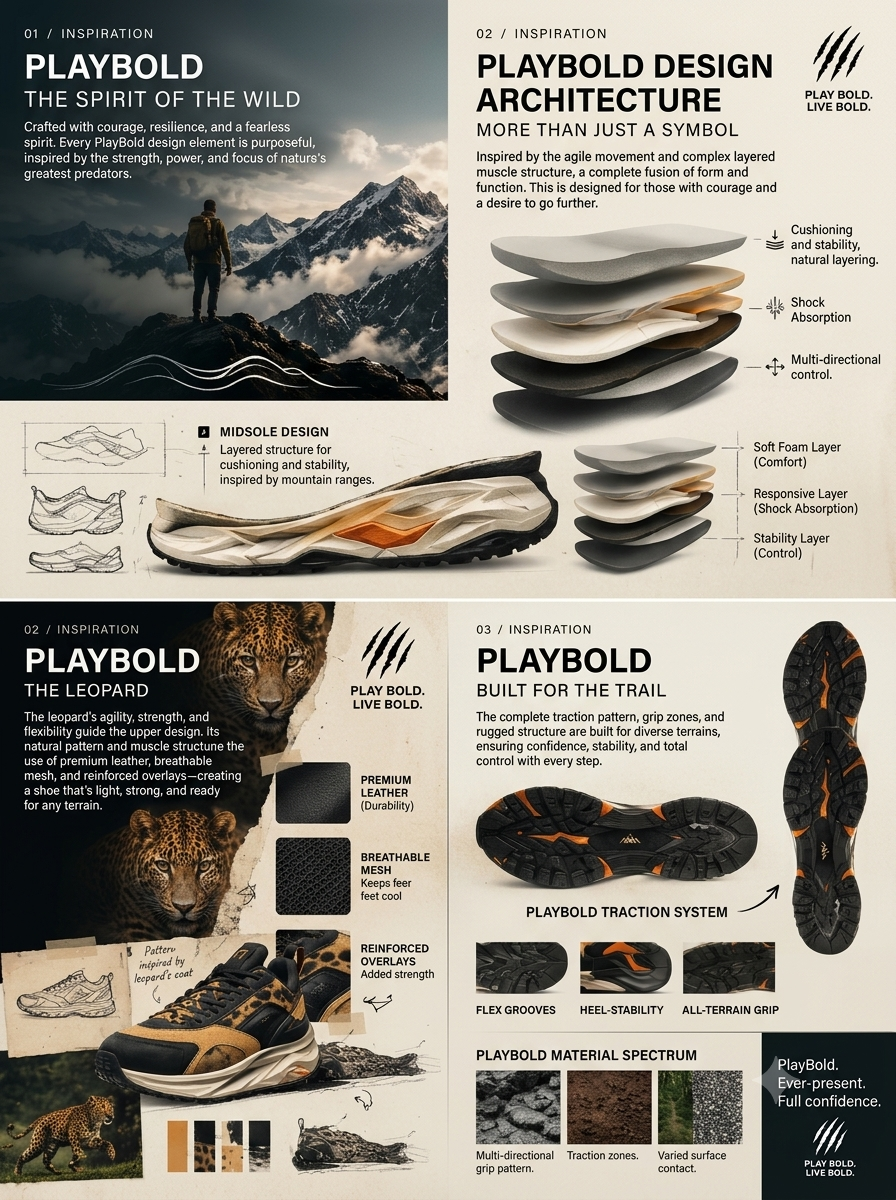 01 / INSPIRATION
PLAYBOLD
THE SPIRIT OF THE WILD
Crafted with courage, resilience, and a fearless
spirit. Every PlayBold design element is purposeful,
inspired by the strength, power, and focus of nature's
greatest predators.
02 / INSPIRATION
PLAYBOLD DESIGN
ARCHITECTURE
MORE THAN JUST A SYMBOL
Inspired by the agile movement and complex layered
muscle structure, a complete fusion of form and
function. This is designed for those with courage and
a desire to go further.
PLAY BOLD.
LIVE BOLD.
Cushioning
and stability,
natural layering.
Shock
Absorption
Multi-directional
control.
MIDSOLE DESIGN
Layered structure for
cushioning and stability,
inspired by mountain ranges.
Soft Foam Layer
(Comfort)
Responsive Layer
(Shock Absorption)
Stability Layer
(Control)
02 / INSPIRATION
PLAYBOLD
THE LEOPARD
The leopard's agility, strength, and
flexibility guide the upper design. Its
natural pattern and muscle structune the
use of premium leather, breathable
mesh, and reinforced overlays—creating
a shoe that's light, strong, and ready
for any terrain.
PLAY BOLD.
LIVE BOLD.
PREMIUM
LEATHER
(Durability)
BREATHABLE
MESH
Keeps feer
feet cool
REINFORCED
OVERLAYS
Added strength
Pattern
inipired by
leopard's coat
03 / INSPIRATION
PLAYBOLD
BUILT FOR THE TRAIL
The complete traction pattern, grip zones, and
rugged structure are built for diverse terrains,
ensuring confidence, stability, and total
control with every step.
PLAYBOLD TRACTION SYSTEM
FLEX GROOVES
HEEL-STABILITY
ALL-TERRAIN GRIP
PLAYBOLD MATERIAL SPECTRUM
Multi-directional
grip pattern.
Traction zones.
Varied surface
contact.
PlayBold.
Ever-present.
Full confidence.
PLAY BOLD.
LIVE BOLD.